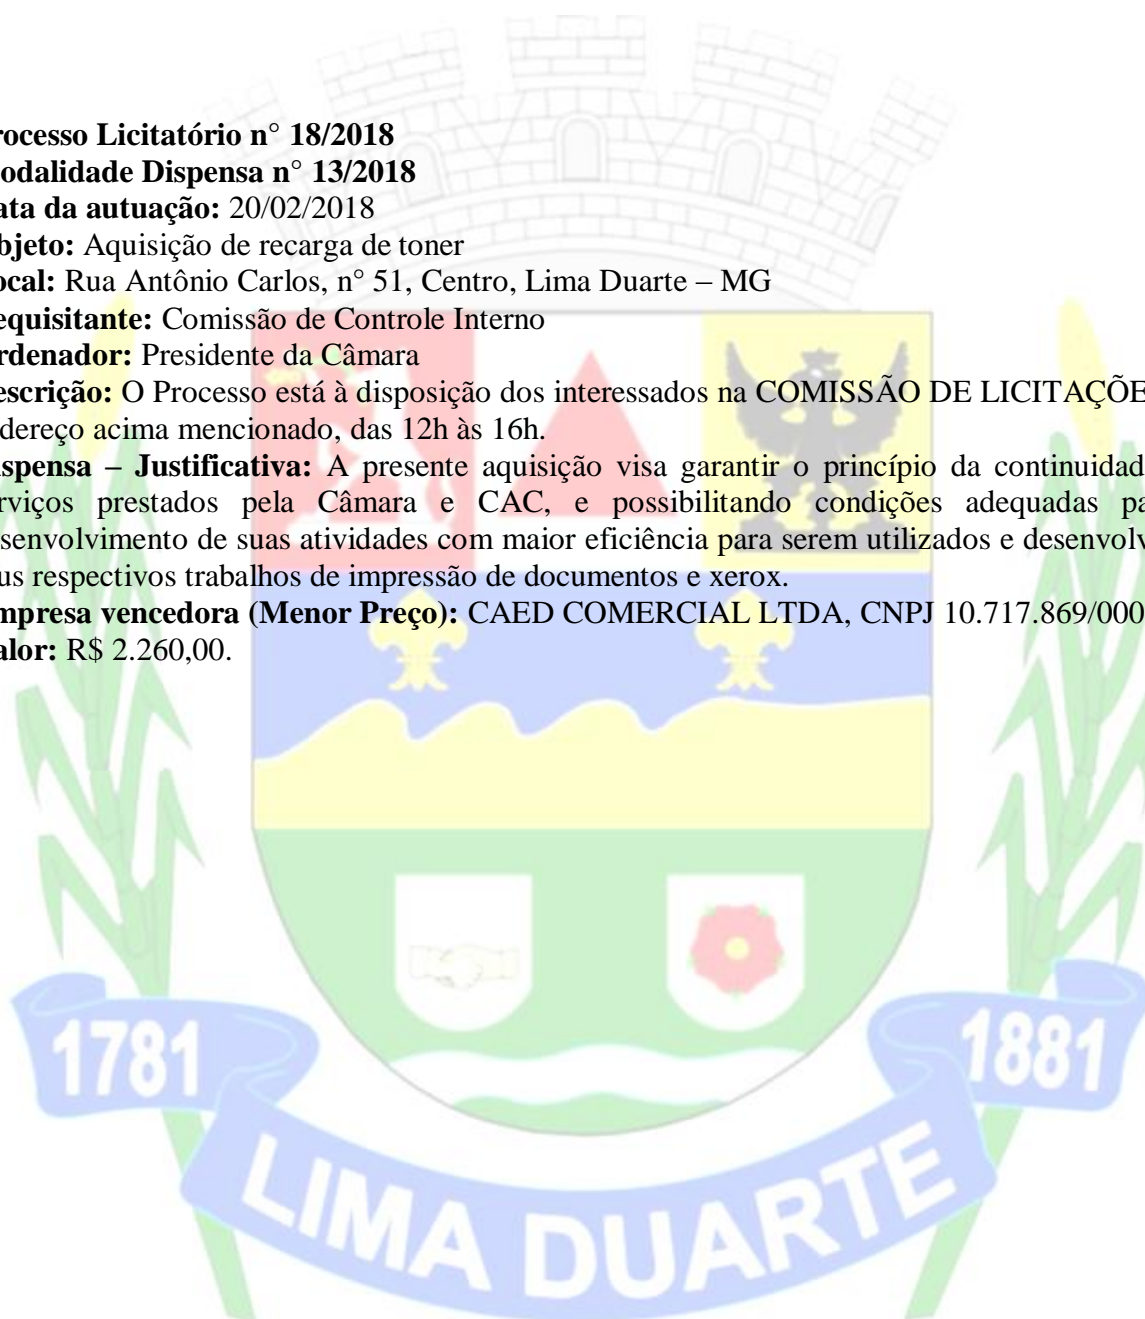 rocesso Licitatório n° 18/2018
odalidade Dispensa n° 13/2018
ata da autuação: 20/02/2018
bjeto: Aquisição de recarga de toner
ocal: Rua Antônio Carlos, n° 51, Centro, Lima Duarte – MG
equisitante: Comissão de Controle Interno
rdenador: Presidente da Câmara
escrição: O Processo está à disposição dos interessados na COMISSÃO DE LICITAÇÕE
dereço acima mencionado, das 12h às 16h.
spensa – Justificativa: A presente aquisição visa garantir o princípio da continuidad
rviços prestados pela Câmara e CAC, e possibilitando condições adequadas pa
senvolvimento de suas atividades com maior eficiência para serem utilizados e desenvolv
us respectivos trabalhos de impressão de documentos e xerox.
mpresa vencedora (Menor Preço): CAED COMERCIAL LTDA, CNPJ 10.717.869/000
alor: R$ 2.260,00.
1781
1881
LIMA DUARTE